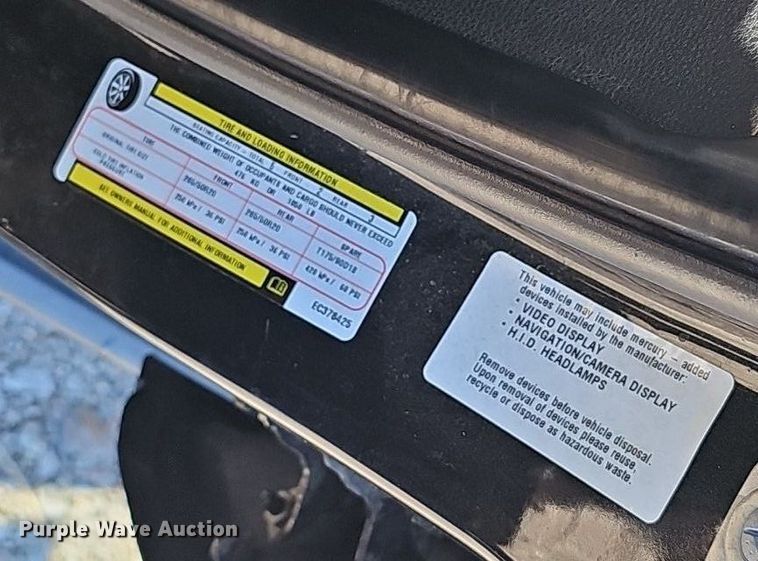 TIRE AND LOADING INFORMATION
SEATING CAPACITY – TOTAL 5 FRONT 2 REAR 3
THE COMBINED WEIGHT OF OCCUPANTS AND CARGO SHOULD NEVER EXCEED
476 KG OR 1050 LB
TIRE FRONT REAR SPARE
ORIGINAL TIRE SIZE 265/50R20 265/50R20 T175/90D18
COLD TIRE INFLATION PRESSURE 250 kPa / 36 PSI 250 kPa / 36 PSI 420 kPa / 60 PSI
SEE OWNERS MANUAL FOR ADDITIONAL INFORMATION
EC378425
This vehicle may include mercury – added
devices installed by the manufacturer:
• VIDEO DISPLAY
• NAVIGATION/CAMERA DISPLAY
• H.I.D. HEADLAMPS
Remove devices before vehicle disposal.
Upon removal of devices please reuse,
recycle or dispose as hazardous waste.
Purple Wave Auction